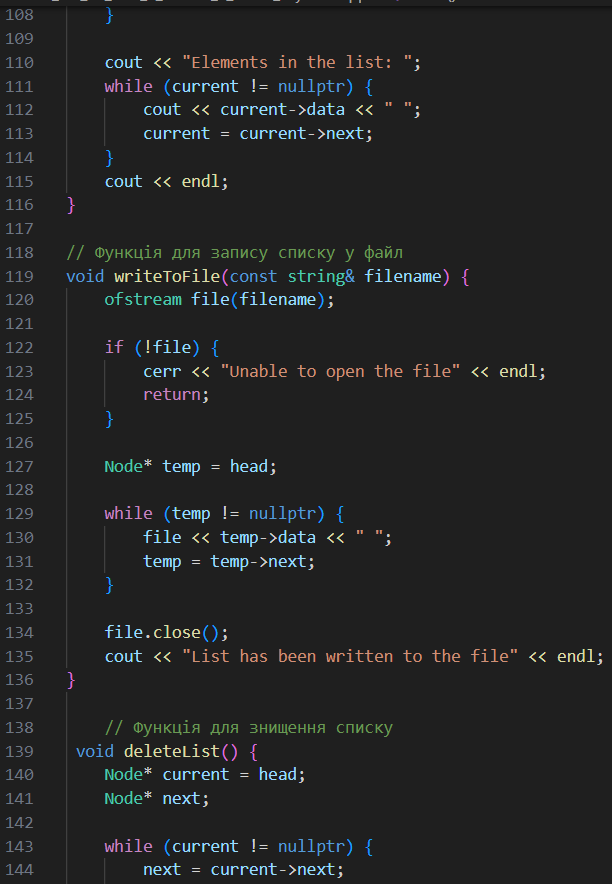 108 }
109
110 cout << "Elements in the list: ";
111 while (current != nullptr) {
112 cout << current->data << " ";
113 current = current->next;
114 }
115 cout << endl;
116 }
117
118 // Функція для запису списку у файл
119 void writeToFile(const string& filename) {
120 ofstream file(filename);
121
122 if (!file) {
123 cerr << "Unable to open the file" << endl;
124 return;
125 }
126
127 Node* temp = head;
128
129 while (temp != nullptr) {
130 file << temp->data << " ";
131 temp = temp->next;
132 }
133
134 file.close();
135 cout << "List has been written to the file" << endl;
136 }
137
138 // Функція для знищення списку
139 void deleteList() {
140 Node* current = head;
141 Node* next;
142
143 while (current != nullptr) {
144 next = current->next;